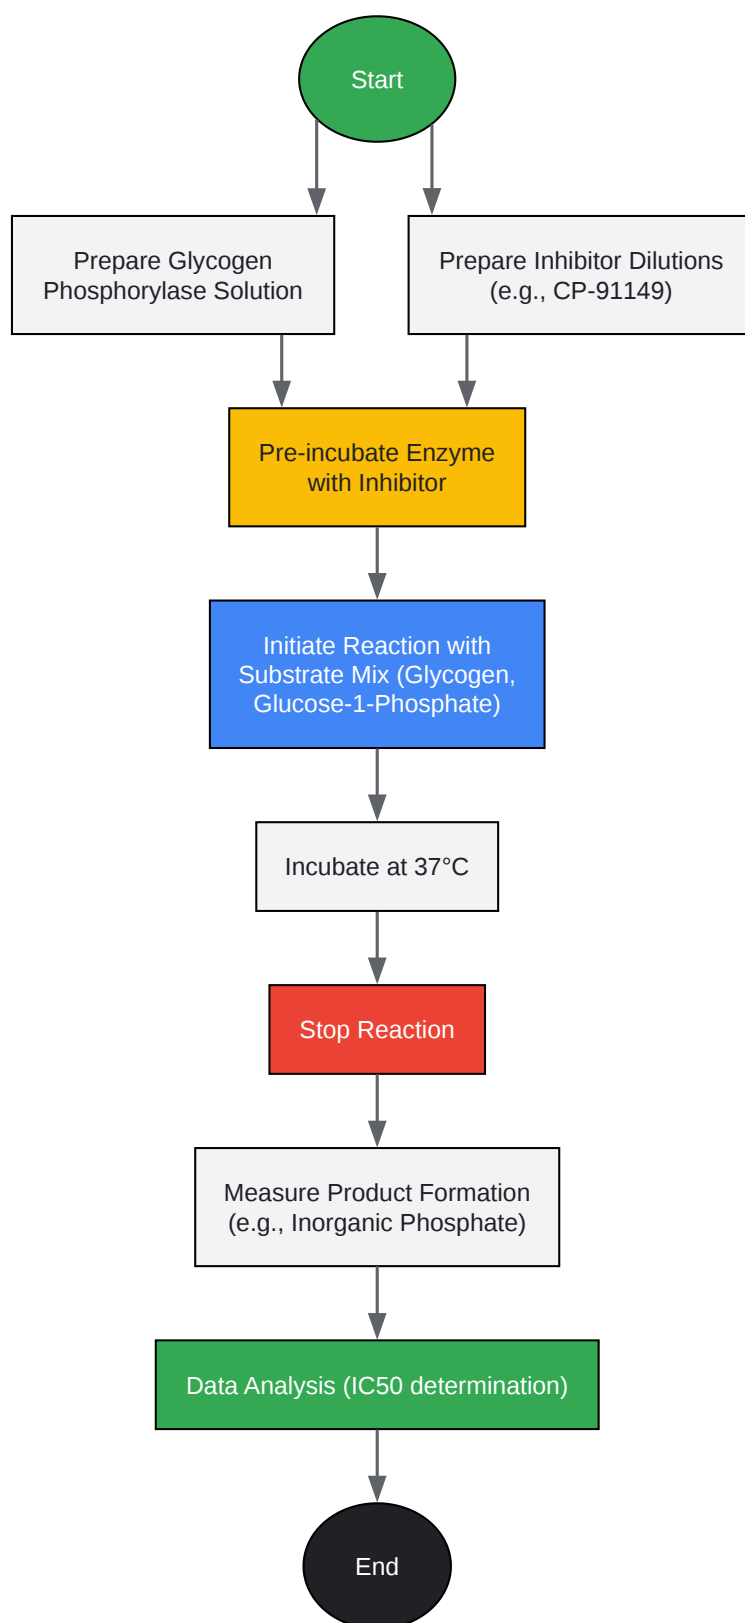 Start
Prepare Glycogen
Phosphorylase Solution
Prepare Inhibitor Dilutions
(e.g., CP-91149)
Pre-incubate Enzyme
with Inhibitor
Initiate Reaction with
Substrate Mix (Glycogen,
Glucose-1-Phosphate)
Incubate at 37°C
Stop Reaction
Measure Product Formation
(e.g., Inorganic Phosphate)
Data Analysis (IC50 determination)
End